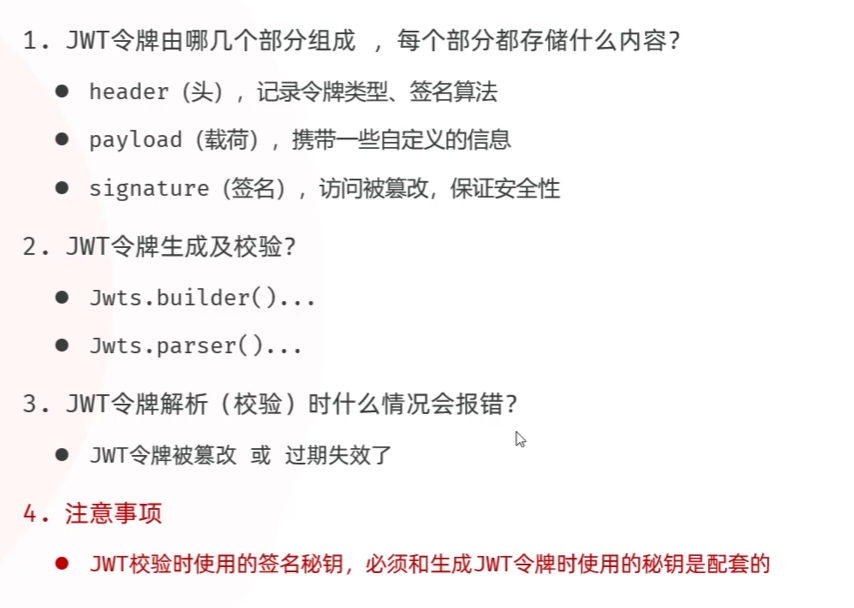 1. JWT令牌由哪几个部分组成 ，每个部分都存储什么内容？
● header（头），记录令牌类型、签名算法
● payload（载荷），携带一些自定义的信息
● signature（签名），访问被篡改，保证安全性
2. JWT令牌生成及校验？
● Jwts.builder()...
● Jwts.parser()...
3. JWT令牌解析（校验）时什么情况会报错？
● JWT令牌被篡改 或 过期失效了
4. 注意事项
● JWT校验时使用的签名秘钥，必须和生成JWT令牌时使用的秘钥是配套的